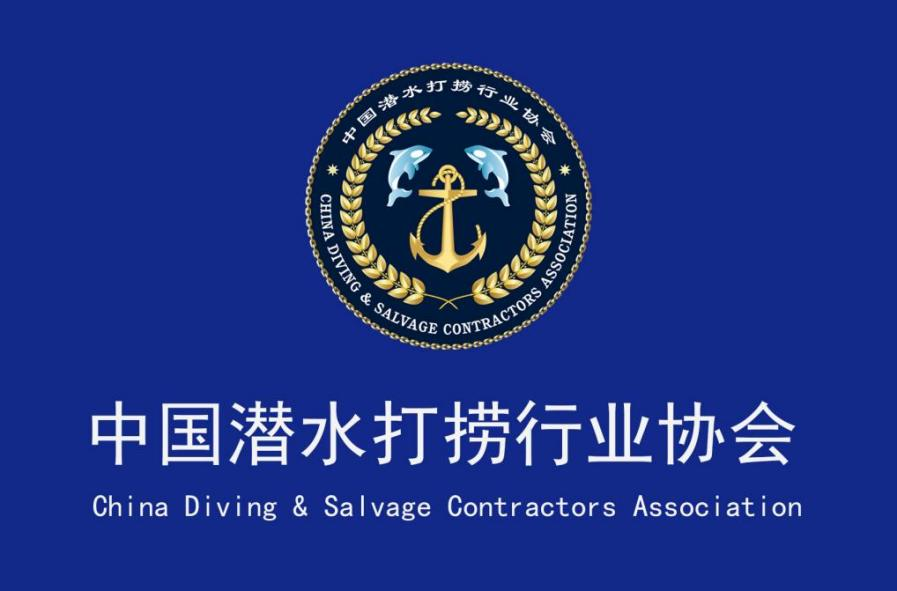 中国潜水打捞行业协会
CHINA DIVING & SALVAGE CONTRACTORS ASSOCIATION
中国潜水打捞行业协会
China Diving & Salvage Contractors Association